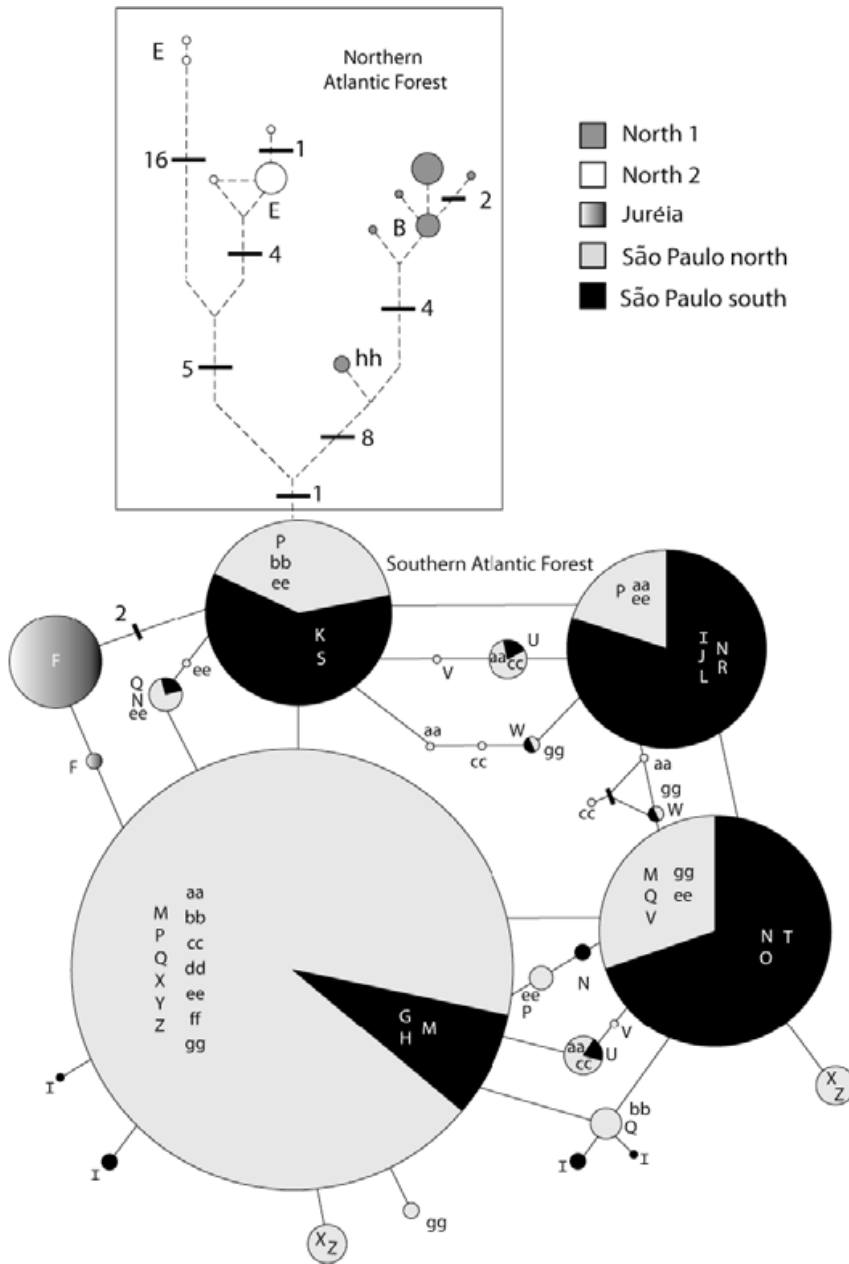 E
Northern
Atlantic Forest
16
1
E
4
B
2
4
5
hh
8
1
North 1
North 2
Juréia
São Paulo north
São Paulo south
P
bb
ee
K
S
Southern Atlantic Forest
P aa
ee
I
J
L
N
R
2
F
F
Q
N
ee
ee
V
aa
cc
U
aa
cc
W
gg
aa
cc
gg
W
M
Q
V
gg
ee
N
O
T
M
P
Q
X
Y
Z
aa
bb
cc
dd
ee
ff
gg
G
H
M
ee
P
N
V
aa
cc
U
bb
Q
I
I
X
Z
I
I
gg
X
Z